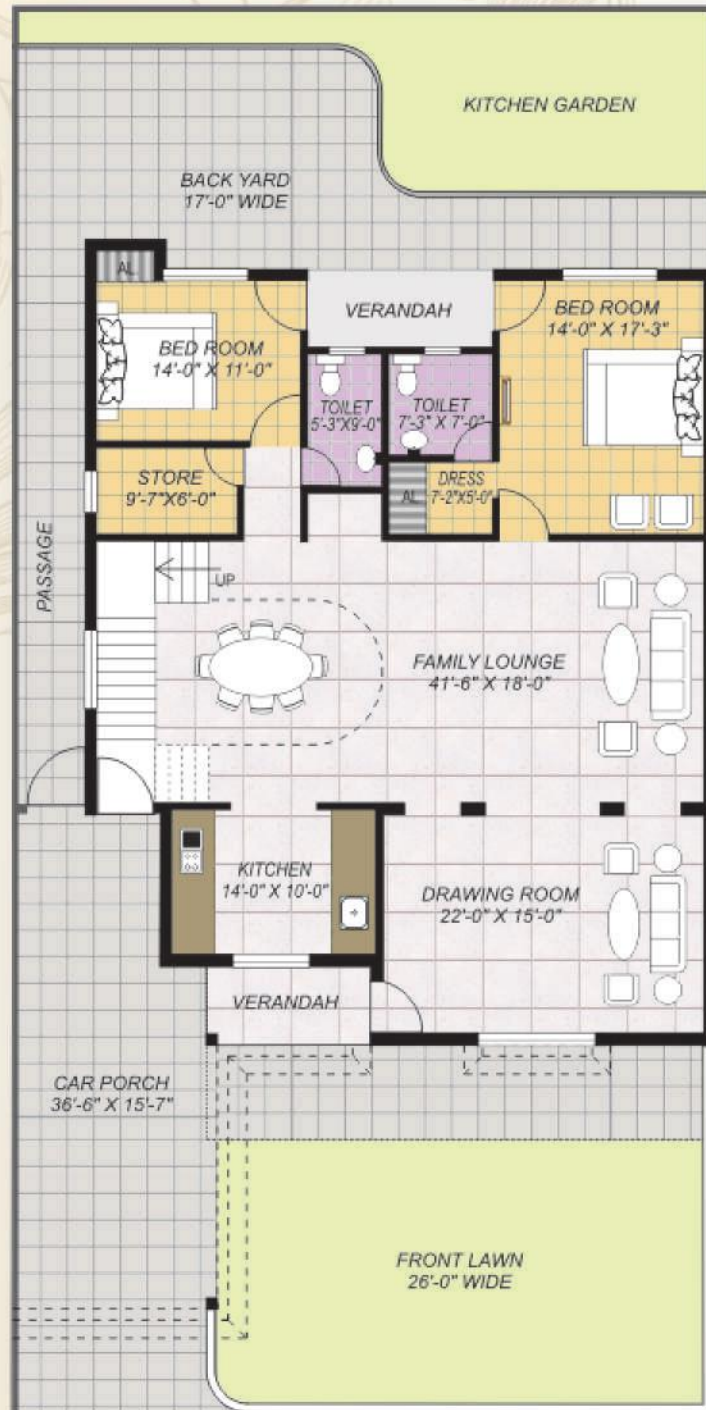 KITCHEN GARDEN
BACK YARD
17'-0" WIDE
AL
VERANDAH
BED ROOM
14'-0" X 17'-3"
BED ROOM
14'-0" X 11'-0"
TOILET
5'-3"X9'-0"
TOILET
7'-3" X 7'-0"
STORE
9'-7"X6'-0"
DRESS
7'-2"X5'-0"
AL
PASSAGE
UP
FAMILY LOUNGE
41'-6" X 18'-0"
KITCHEN
14'-0" X 10'-0"
DRAWING ROOM
22'-0" X 15'-0"
VERANDAH
CAR PORCH
36'-6" X 15'-7"
FRONT LAWN
26'-0" WIDE